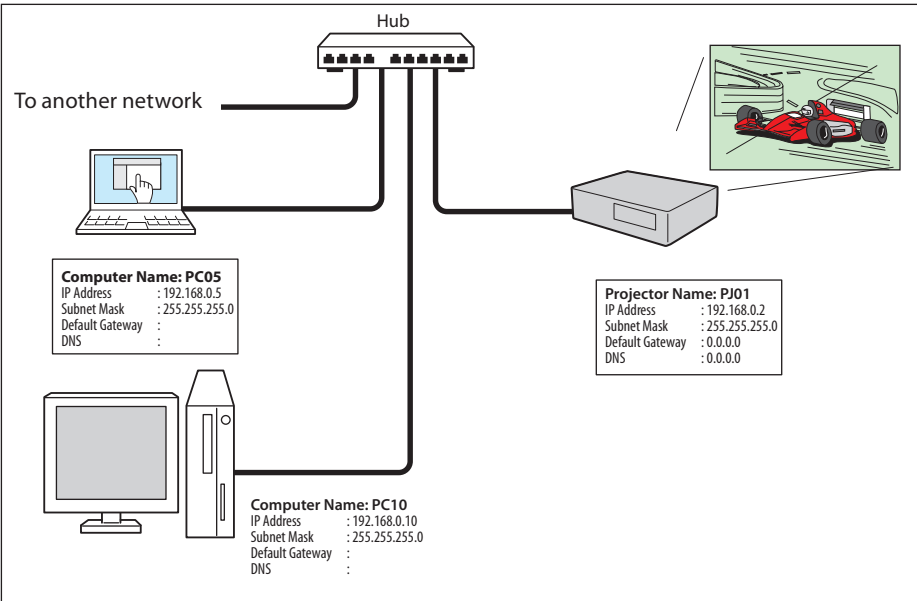 Hub
To another network
Computer Name: PC05
IP Address : 192.168.0.5
Subnet Mask : 255.255.255.0
Default Gateway :
DNS :
Projector Name: PJ01
IP Address : 192.168.0.2
Subnet Mask : 255.255.255.0
Default Gateway : 0.0.0.0
DNS : 0.0.0.0
Computer Name: PC10
IP Address : 192.168.0.10
Subnet Mask : 255.255.255.0
Default Gateway :
DNS :